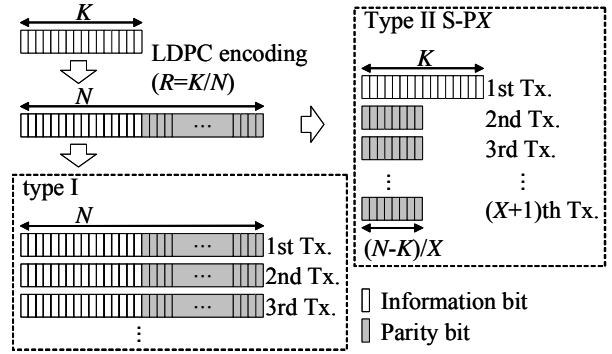 K
LDPC encoding
(R=K/N)
N
...
type I
N
... 1st Tx.
... 2nd Tx.
... 3rd Tx.
⋮
Type II S-PX
K
1st Tx.
2nd Tx.
3rd Tx.
⋮ ⋮
(X+1)th Tx.
(N-K)/X
Information bit
Parity bit